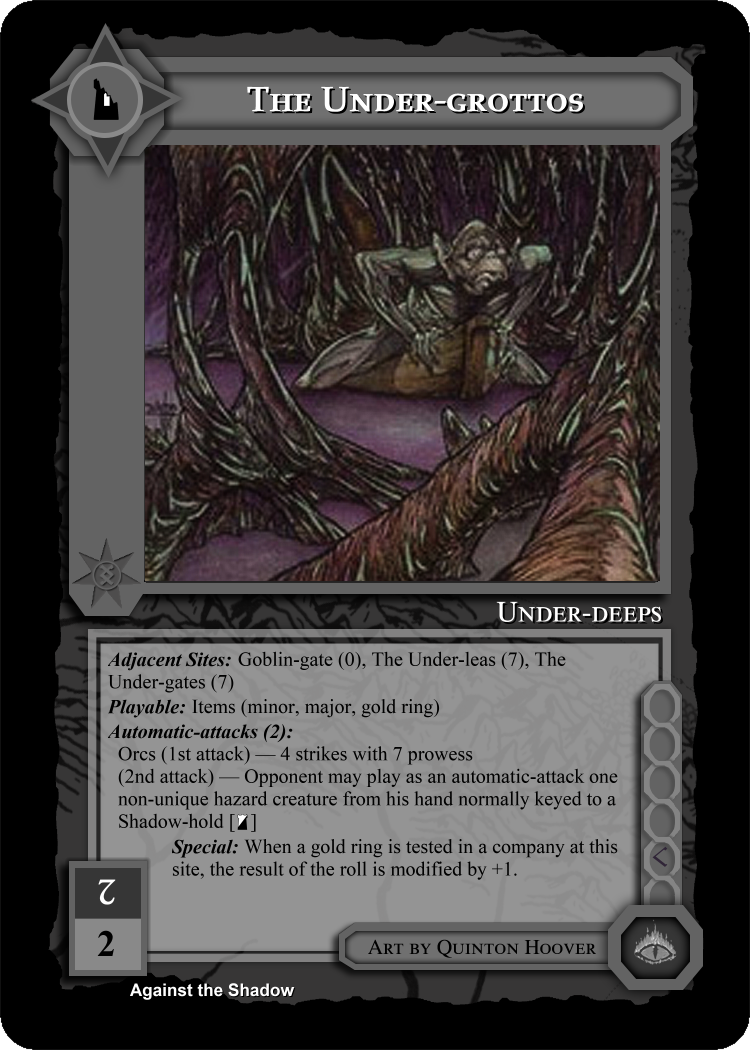 The Under-grottos
Under-deeps
Adjacent Sites: Goblin-gate (0), The Under-leas (7), The
Under-gates (7)
Playable: Items (minor, major, gold ring)
Automatic-attacks (2):
Orcs (1st attack) — 4 strikes with 7 prowess
(2nd attack) — Opponent may play as an automatic-attack one
non-unique hazard creature from his hand normally keyed to a
Shadow-hold [ ]
Special: When a gold ring is tested in a company at this
site, the result of the roll is modified by +1.
2
2
Art by Quinton Hoover
Against the Shadow